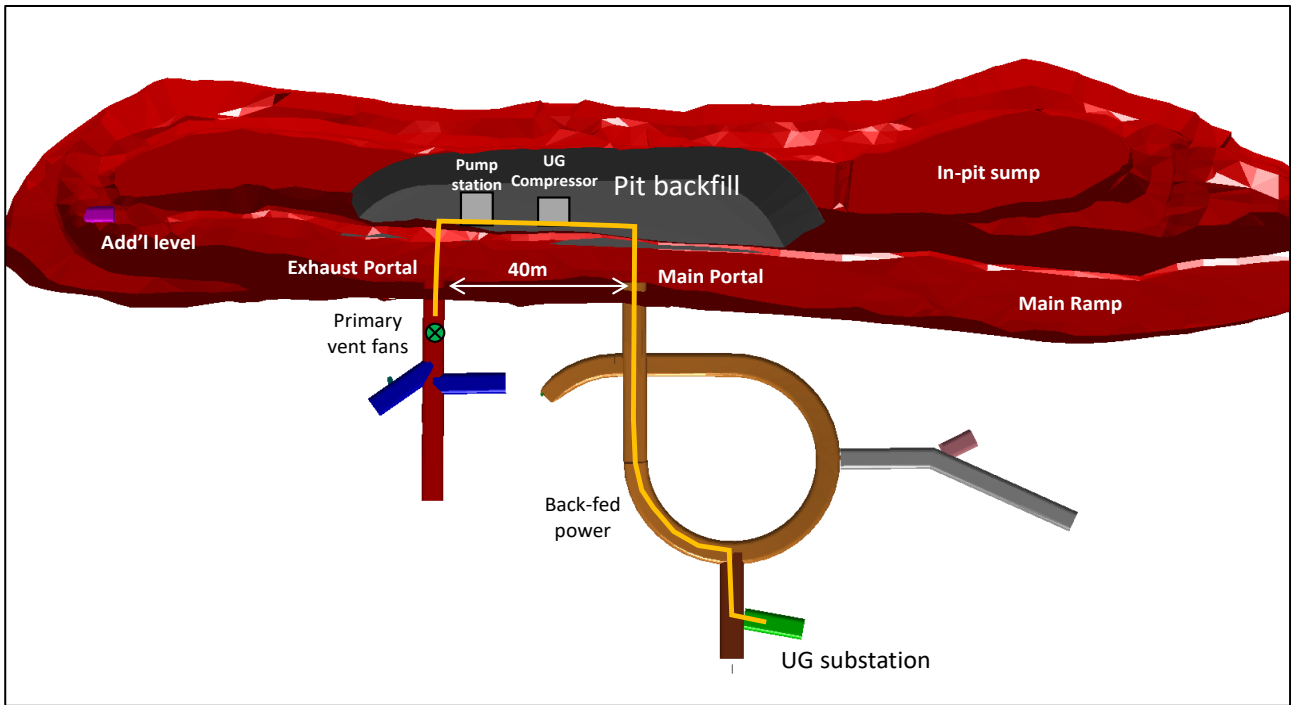 Pump
station
UG
Compressor
Pit backfill
In-pit sump
Add'l level
Exhaust Portal
40m
Main Portal
Main Ramp
Primary
vent fans
Back-fed
power
UG substation